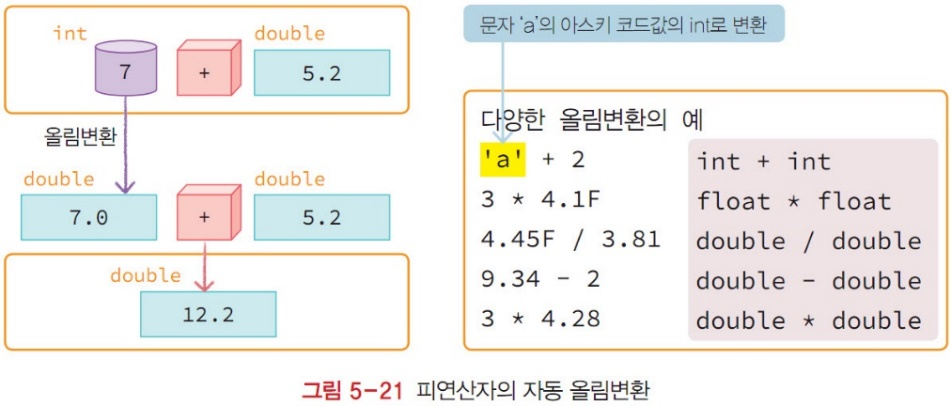 int
double
7
+
5.2
올림변환
double
double
7.0
+
5.2
double
12.2
문자 ‘a’의 아스키 코드값의 int로 변환
다양한 올림변환의 예
'a' + 2 int + int
3 * 4.1F float * float
4.45F / 3.81 double / double
9.34 - 2 double - double
3 * 4.28 double * double
그림 5-21 피연산자의 자동 올림변환